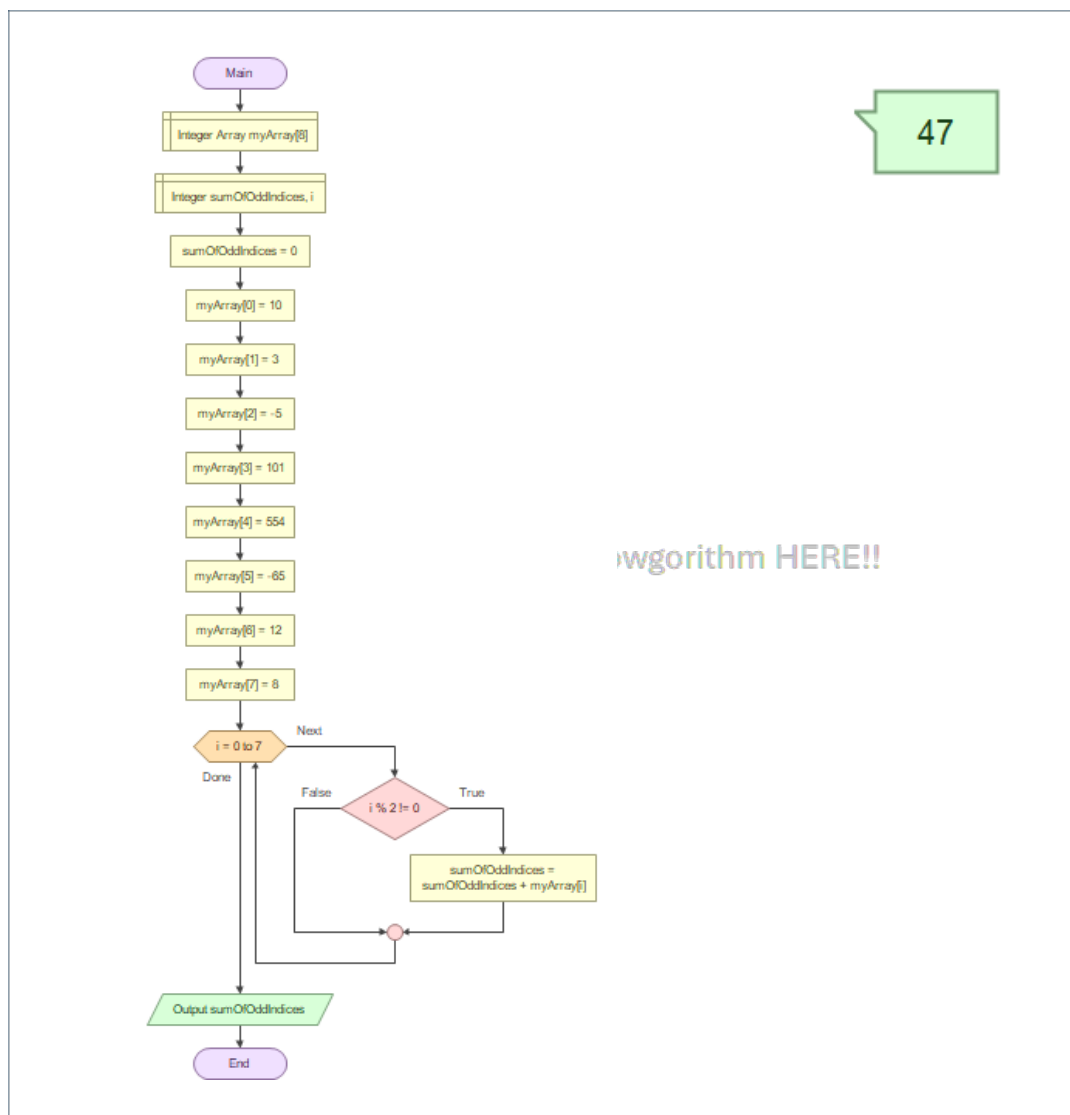 Main
47
Integer Array myArray[8]
Integer sumOfOddIndices, i
sumOfOddIndices = 0
myArray[0] = 10
myArray[1] = 3
myArray[2] = -5
myArray[3] = 101
myArray[4] = 554
owgorithm HERE!!
myArray[5] = -65
myArray[6] = 12
myArray[7] = 8
Next
i = 0 to 7
Done
False
True
i % 2 != 0
sumOfOddIndices =
sumOfOddIndices + myArray[i]
Output sumOfOddIndices
End